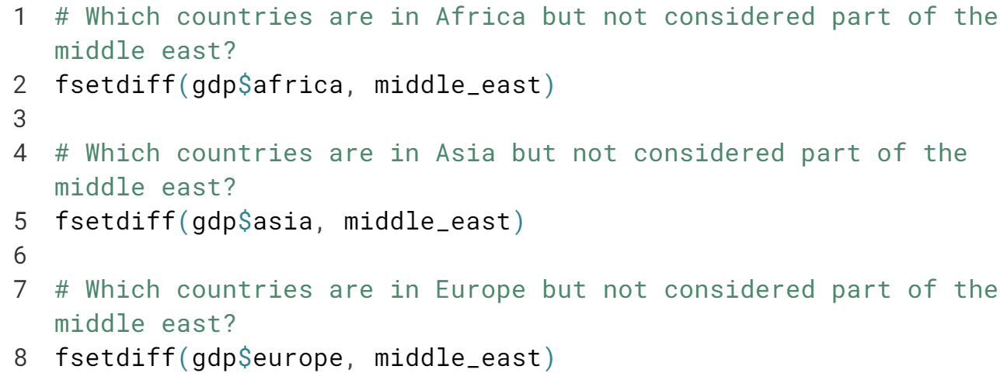 1 # Which countries are in Africa but not considered part of the
middle east?
2 fsetdiff(gdp$africa, middle_east)
3
4 # Which countries are in Asia but not considered part of the
middle east?
5 fsetdiff(gdp$asia, middle_east)
6
7 # Which countries are in Europe but not considered part of the
middle east?
8 fsetdiff(gdp$europe, middle_east)